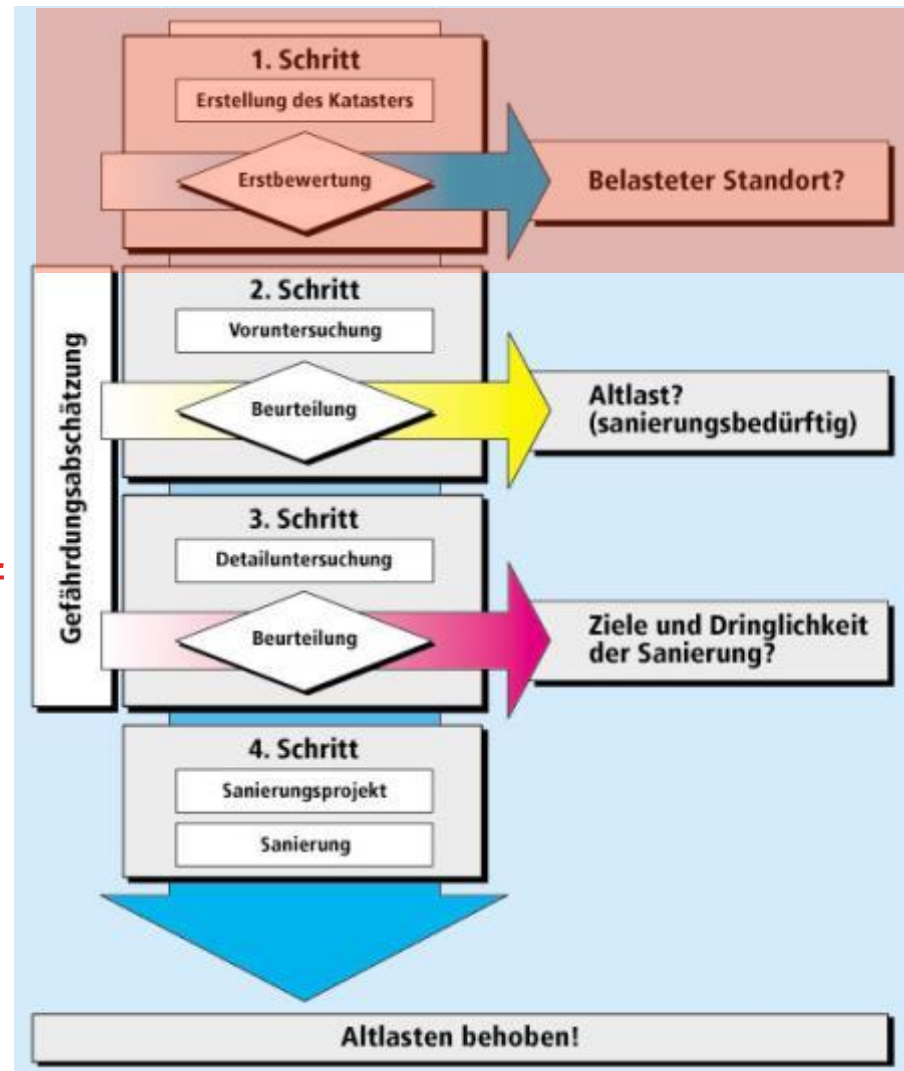 1. Schritt
Erstellung des Katasters
Erstbewertung
Belasteter Standort?
Gefährdungsabschätzung
2. Schritt
Voruntersuchung
Beurteilung
Altlast?
(sanierungsbedürftig)
3. Schritt
Detailuntersuchung
Beurteilung
Ziele und Dringlichkeit
der Sanierung?
4. Schritt
Sanierungsprojekt
Sanierung
Altlasten behoben!